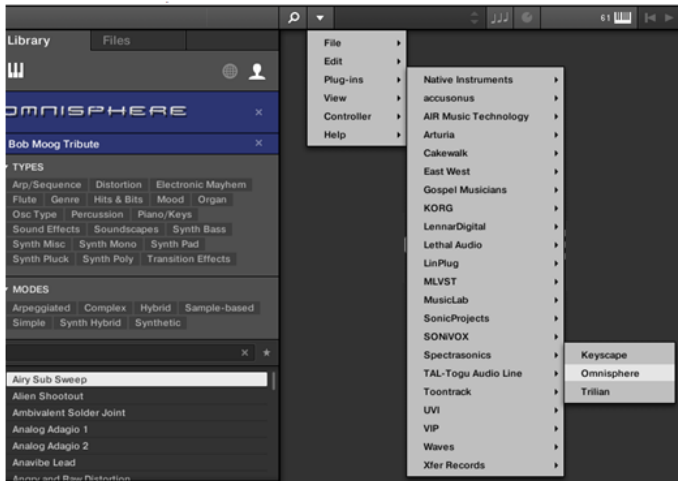 Library Files
61
OMNISPHERE ×
Bob Moog Tribute ×
TYPES
Arp/Sequence Distortion Electronic Mayhem
Flute Genre Hits & Bits Mood Organ
Osc Type Percussion Piano/Keys
Sound Effects Soundscapes Synth Bass
Synth Misc Synth Mono Synth Pad
Synth Pluck Synth Poly Transition Effects
MODES
Arpeggiated Complex Hybrid Sample-based
Simple Synth Hybrid Synthetic
Airy Sub Sweep
Alien Shootout
Ambivalent Solder Joint
Analog Adagio 1
Analog Adagio 2
Anavibe Lead
Angry and Raw Distortion
File
Edit
Plug-ins
View
Controller
Help
Native Instruments
accusonus
AIR Music Technology
Arturia
Cakewalk
East West
Gospel Musicians
KORG
LennarDigital
Lethal Audio
LinPlug
MLVST
MusicLab
SonicProjects
SONiVOX
Spectrasonics
TAL-Togu Audio Line
Toontrack
UVI
VIP
Waves
Xfer Records
Keyscape
Omnisphere
Trilian